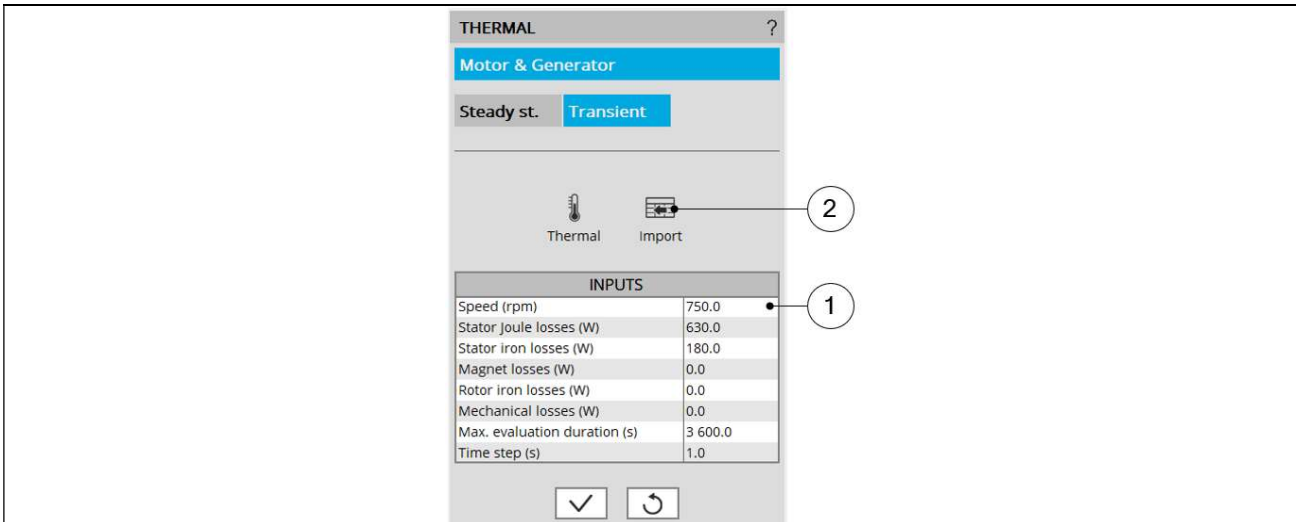 THERMAL ?
Motor & Generator
Steady st. Transient
2
Thermal Import
INPUTS
Speed (rpm) 750.0
1
Stator Joule losses (W) 630.0
Stator iron losses (W) 180.0
Magnet losses (W) 0.0
Rotor iron losses (W) 0.0
Mechanical losses (W) 0.0
Max. evaluation duration (s) 3 600.0
Time step (s) 1.0